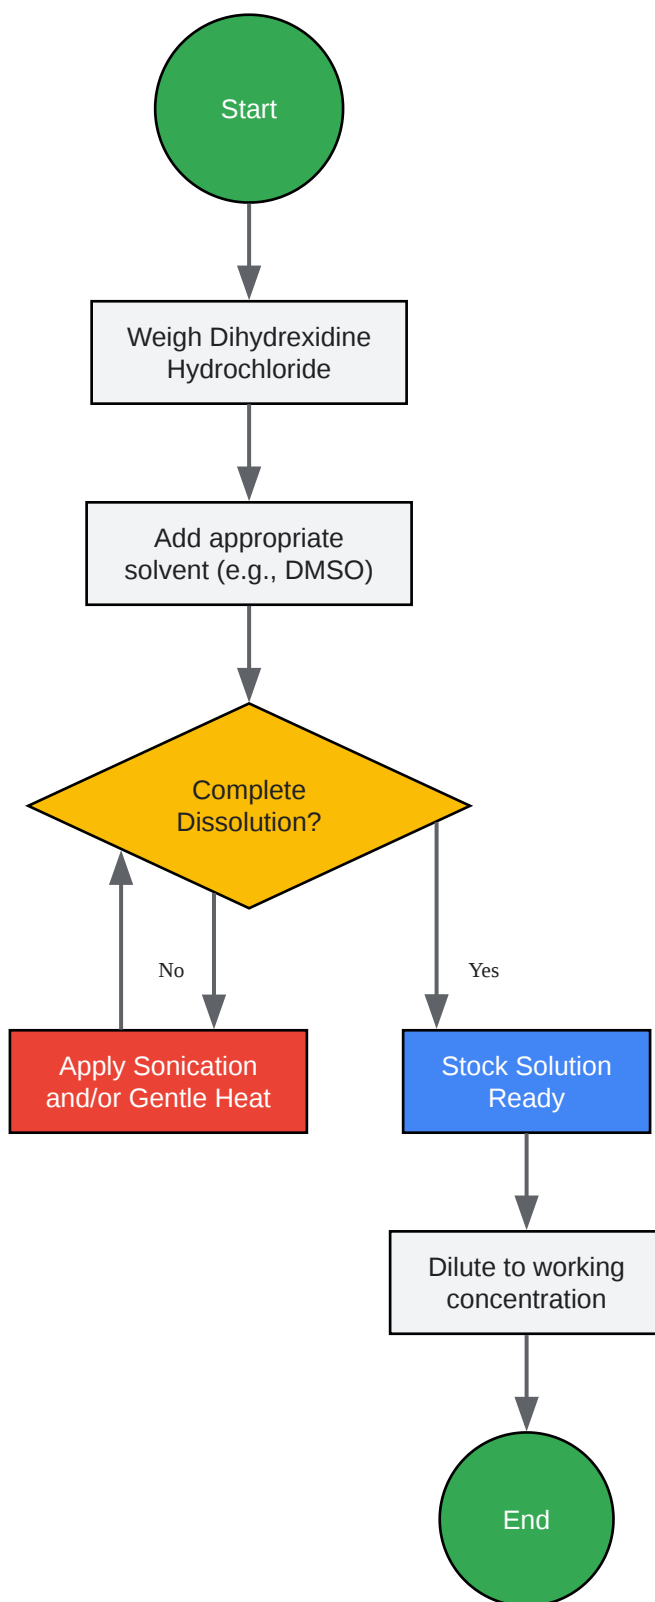 Start
Weigh Dihydrexidine
Hydrochloride
Add appropriate
solvent (e.g., DMSO)
Complete
Dissolution?
No
Yes
Apply Sonication
and/or Gentle Heat
Stock Solution
Ready
Dilute to working
concentration
End